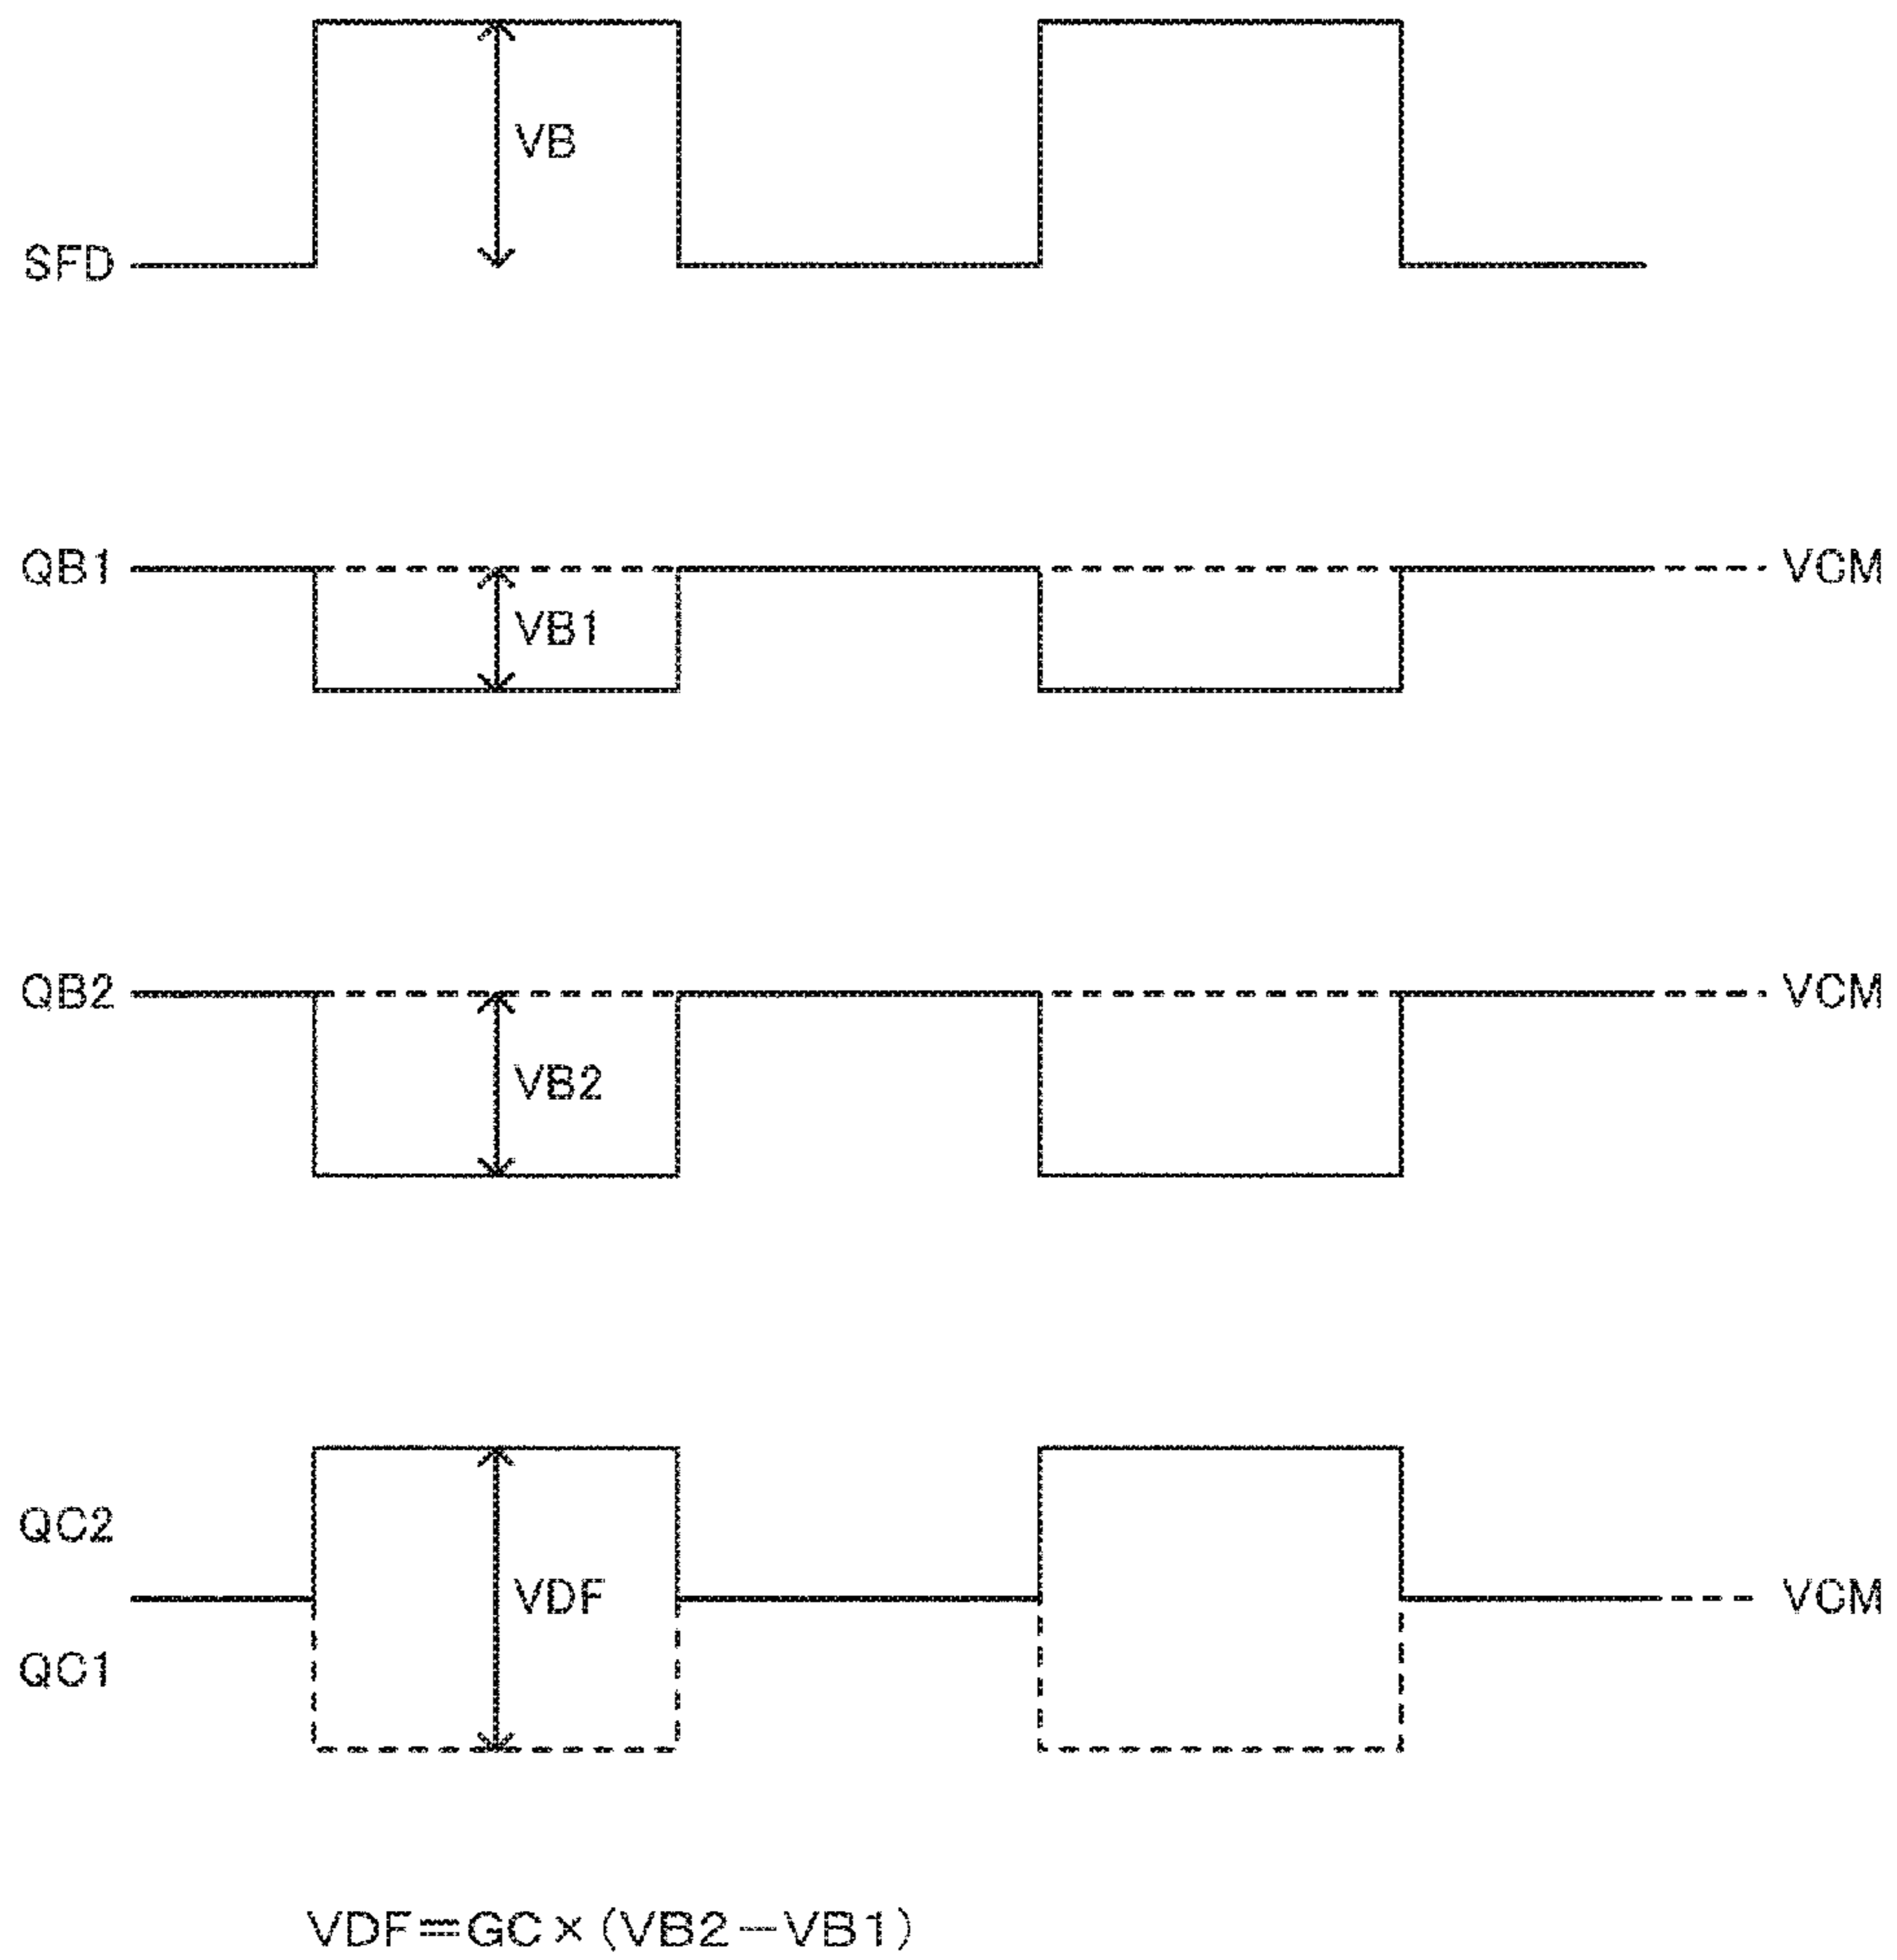 VB
SFD
QB1
VCM
VB1
QB2
VCM
VB2
QC2
VDF
VCM
QC1
VDF=GC×(VB2−VB1)